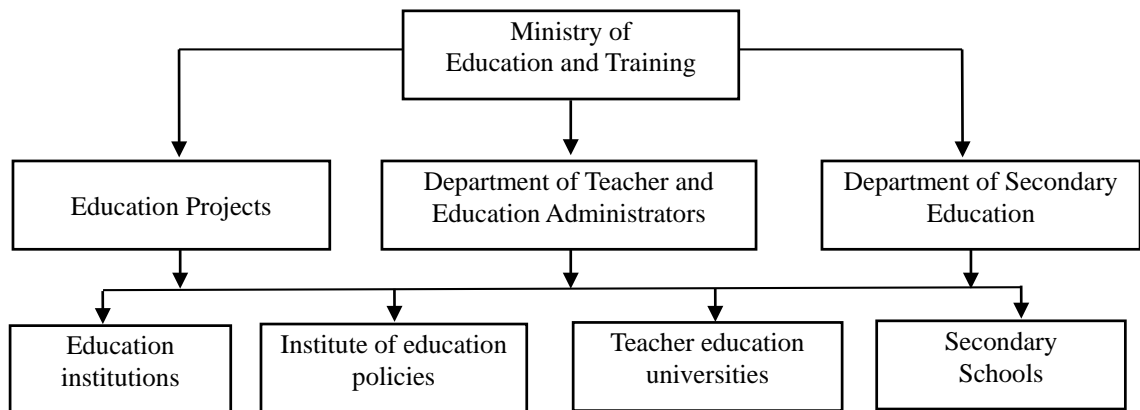 Ministry of
Education and Training
Education Projects
Department of Teacher and
Education Administrators
Department of Secondary
Education
Education
institutions
Institute of education
policies
Teacher education
universities
Secondary
Schools